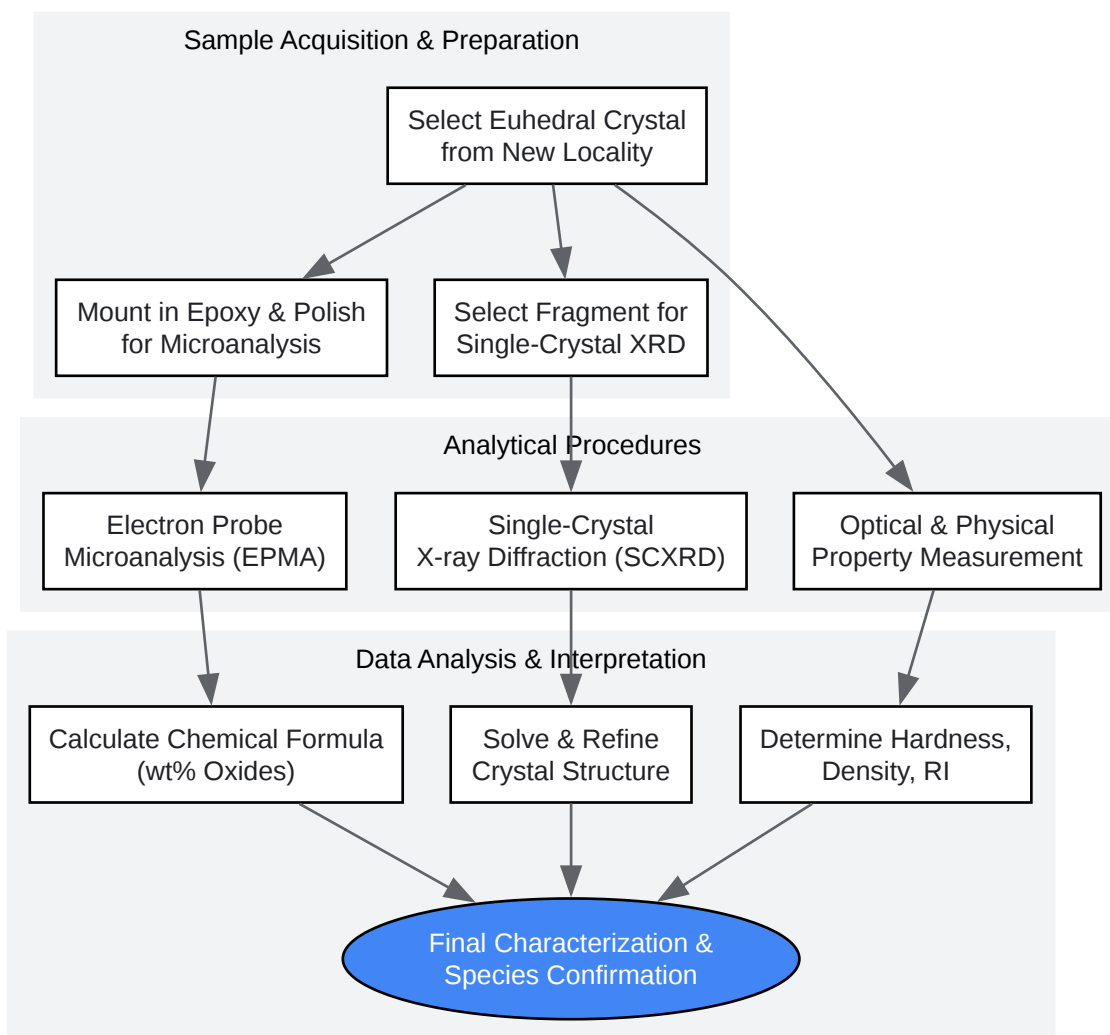 Sample Acquisition & Preparation
Select Euhedral Crystal
from New Locality
Mount in Epoxy & Polish
for Microanalysis
Select Fragment for
Single-Crystal XRD
Analytical Procedures
Electron Probe
Microanalysis (EPMA)
Single-Crystal
X-ray Diffraction (SCXRD)
Optical & Physical
Property Measurement
Data Analysis & Interpretation
Calculate Chemical Formula
(wt% Oxides)
Solve & Refine
Crystal Structure
Determine Hardness,
Density, RI
Final Characterization &
Species Confirmation